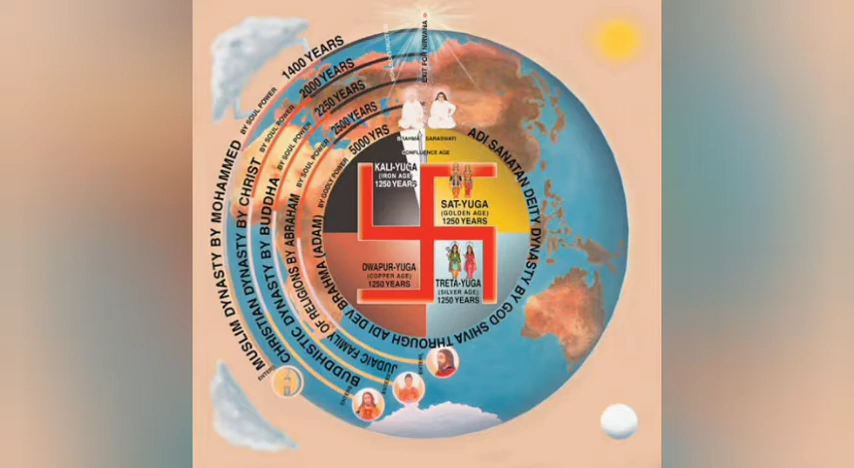 1400 YEARS
2000 YEARS
2250 YEARS
2500 YEARS
5000 YRS
BY SOUL POWER
BY SOUL POWER
BY SOUL POWER
BY SOUL POWER
BY GODLY POWER
MUSLIM DYNASTY BY MOHAMMED
CHRISTIAN DYNASTY BY CHRIST
BUDDHISTIC DYNASTY BY BUDDHA
JUDAIC FAMILY OF RELIGIONS BY ABRAHAM
ADI SANATAN DEITY DYNASTY BY GOD SHIVA THROUGH ADI DEV BRAHMA (ADAM)
EXIT FOR NIRVANA
BRAHMA SARASWATI
CONFLUENCE AGE
KALI-YUGA
(IRON AGE)
1250 YEARS
SAT-YUGA
(GOLDEN AGE)
1250 YEARS
DWAPUR-YUGA
(COPPER AGE)
1250 YEARS
TRETA-YUGA
(SILVER AGE)
1250 YEARS